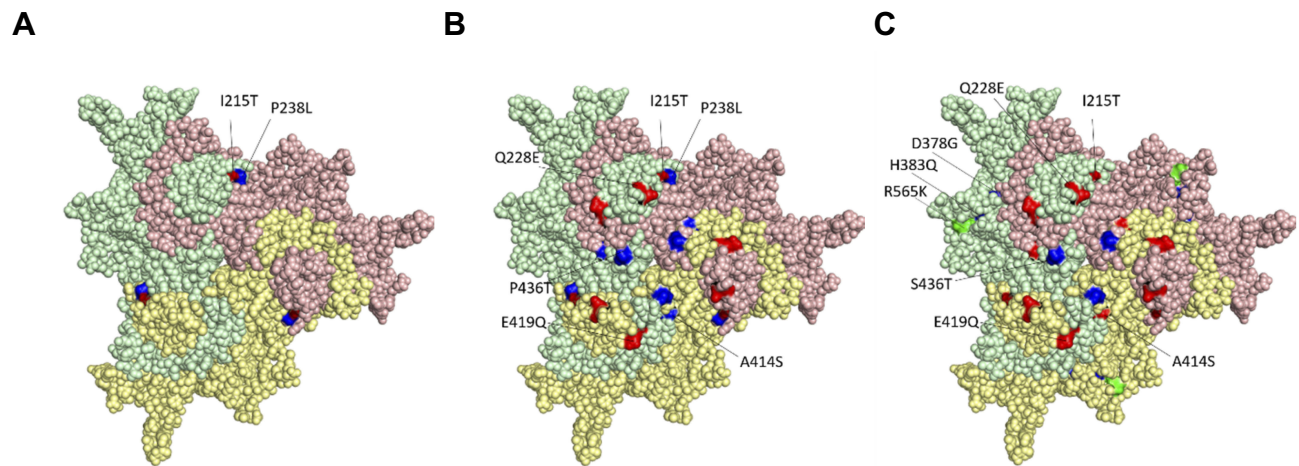 A
I215T
P238L
B
I215T
P238L
Q228E
P436T
E419Q
A414S
C
Q228E
I215T
D378G
H383Q
R565K
S436T
E419Q
A414S